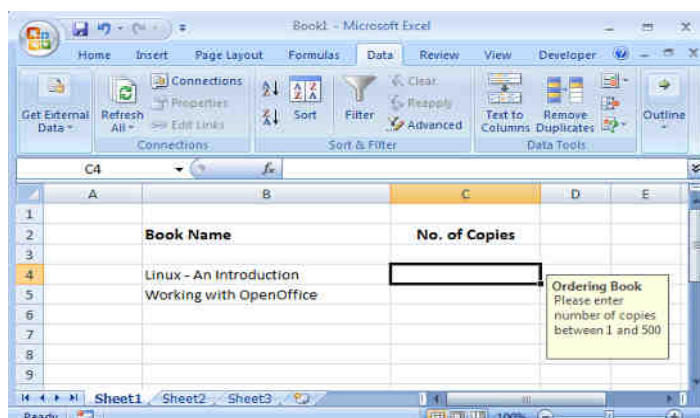 Book1 - Microsoft Excel
Home Insert Page Layout Formulas Data Review View Developer
Get External Data
Refresh All
Connections
Properties
Edit Links
Connections
Sort
Filter
Clear
Reapply
Advanced
Sort & Filter
Text to Columns
Remove Duplicates
Data Tools
Outline
C4 fx
A B C D E
1
2 Book Name No. of Copies
3
4 Linux - An Introduction
5 Working with OpenOffice
6
7
8
9
Ordering Book
Please enter
number of copies
between 1 and 500
Sheet1 Sheet2 Sheet3
Ready 100%